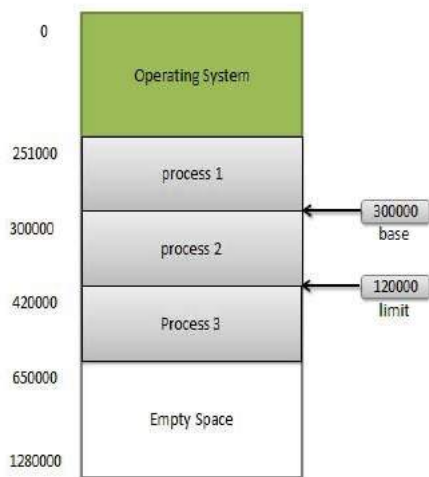 0
Operating System
251000
process 1
300000
300000
base
process 2
120000
limit
420000
Process 3
650000
Empty Space
1280000